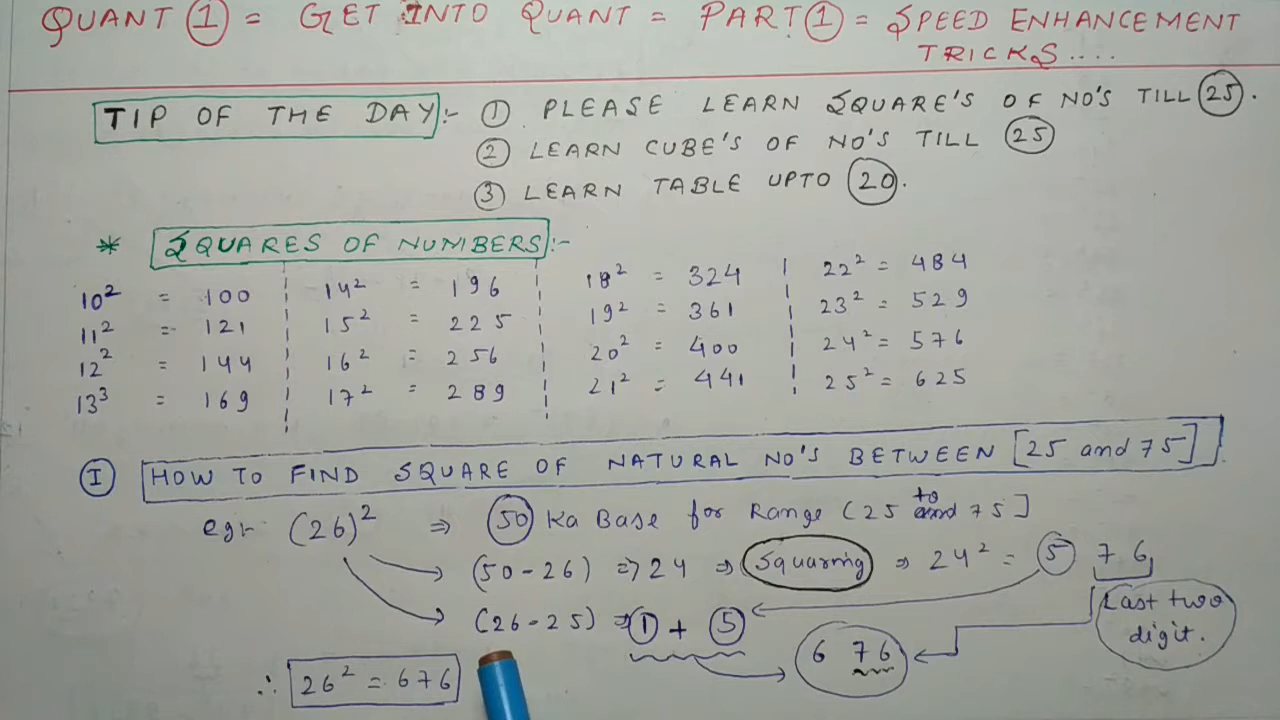 QUANT ① = GET INTO QUANT = PART ① = SPEED ENHANCEMENT
TRICKS....
TIP OF THE DAY :- ① PLEASE LEARN SQUARE'S OF NO'S TILL 25.
② LEARN CUBE'S OF NO'S TILL 25
③ LEARN TABLE UPTO 20.
* SQUARES OF NUMBERS :-
10² = 100 14² = 196 18² = 324 22² = 484
11² = 121 15² = 225 19² = 361 23² = 529
12² = 144 16² = 256 20² = 400 24² = 576
13³ = 169 17² = 289 21² = 441 25² = 625
Ⅰ HOW TO FIND SQUARE OF NATURAL NO'S BETWEEN [25 and 75]
eg:- (26)² ⇒ 50 Ka Base for Range (25 to 75]
(50-26) ⇒ 24 ⇒ Squaring ⇒ 24² = 5 76
(26-25) ⇒ 1 + 5
Last two
digit.
6 76
∴ 26² = 676